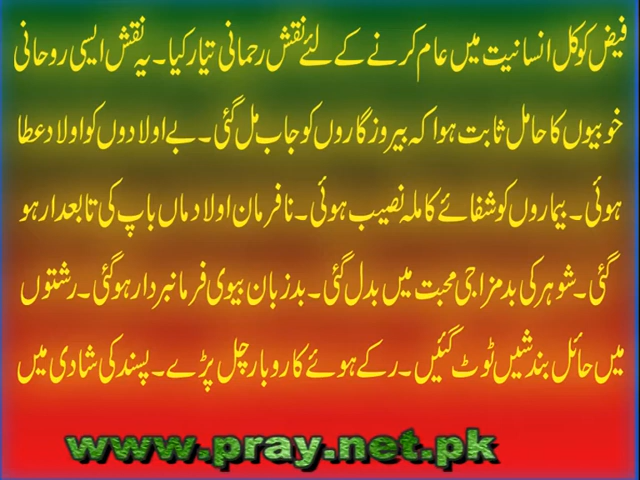 فیض کو کل انسانیت میں عام کرنے کے لئے نقش رحمانی تیار کیا۔ یہ نقش ایسی روحانی
خوبیوں کا حامل ثابت ہوا کہ بیروزگاروں کو جاب مل گئی۔ بے اولادوں کو اولاد عطا
ہوئی۔ بیماروں کو شفائے کاملہ نصیب ہوئی۔ نافرمان اولاد ماں باپ کی تابعدار ہو
گئی۔ شوہر کی بدمزاجی محبت میں بدل گئی۔ بدزبان بیوی فرمانبردار ہو گئی۔ رشتوں
میں حائل بندشیں ٹوٹ گئیں۔ رکے ہوئے کاروبار چل پڑے۔ پسند کی شادی میں
www.pray.net.pk